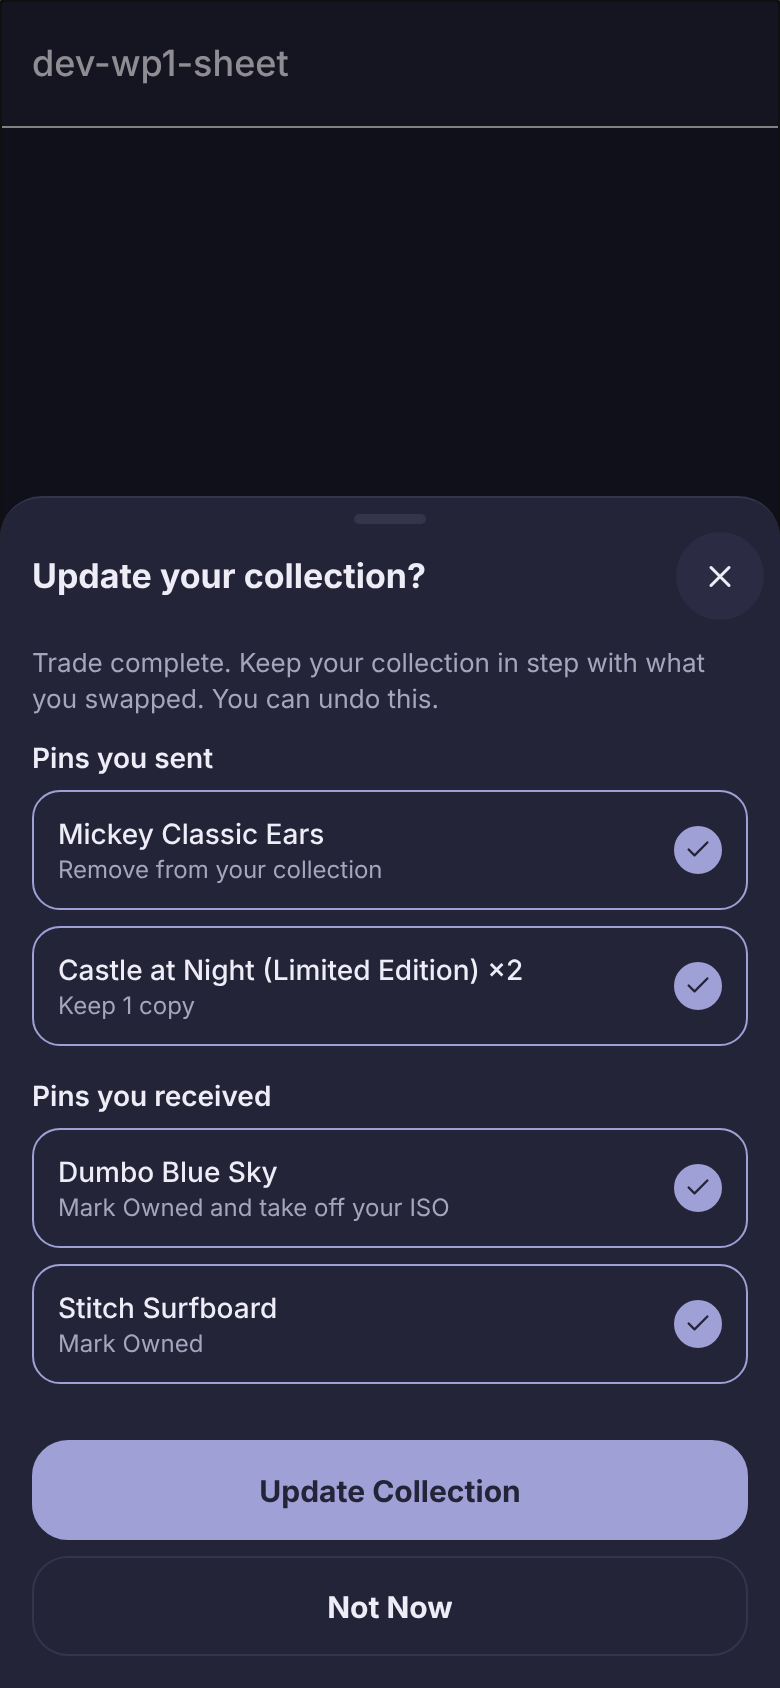 dev-wp1-sheet
Update your collection?
Trade complete. Keep your collection in step with what
you swapped. You can undo this.
Pins you sent
Mickey Classic Ears
Remove from your collection
Castle at Night (Limited Edition) ×2
Keep 1 copy
Pins you received
Dumbo Blue Sky
Mark Owned and take off your ISO
Stitch Surfboard
Mark Owned
Update Collection
Not Now